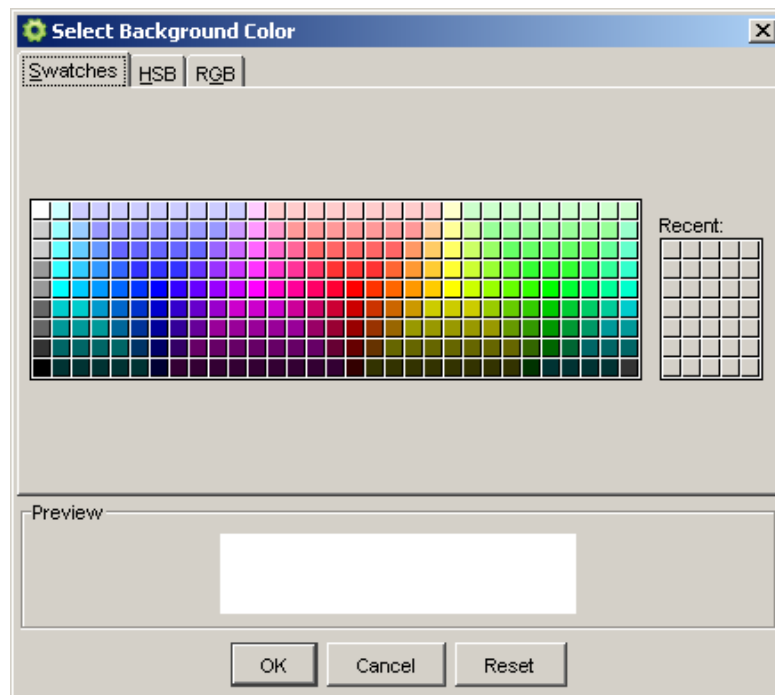 Select Background Color
Swatches HSB RGB
Recent:
Preview
OK Cancel Reset